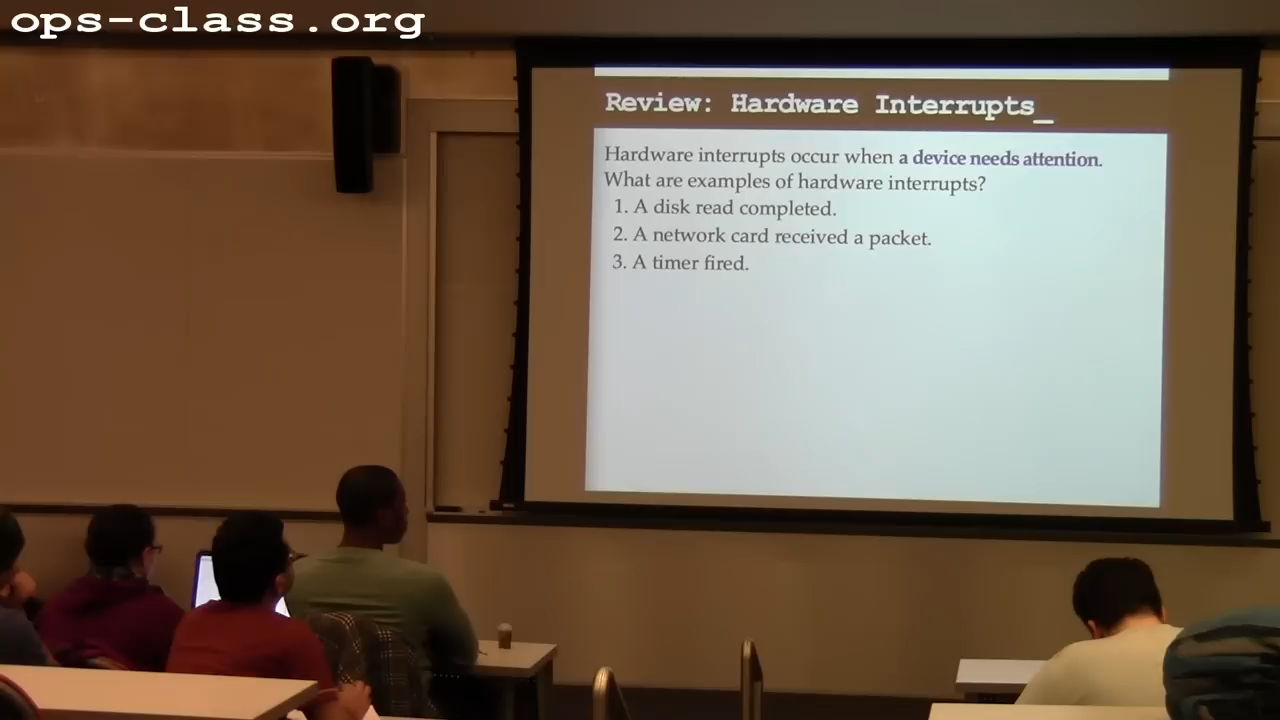 ops-class.org
Review: Hardware Interrupts_
Hardware interrupts occur when a device needs attention.
What are examples of hardware interrupts?
1. A disk read completed.
2. A network card received a packet.
3. A timer fired.